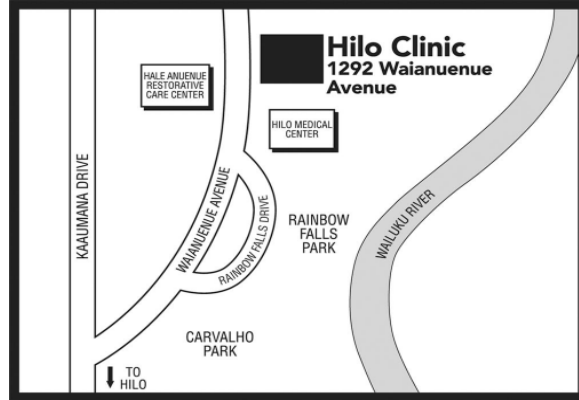 Hilo Clinic
1292 Waianuenue
Avenue
HALE ANUENUE
RESTORATIVE
CARE CENTER
HILO MEDICAL
CENTER
KAAUMANA DRIVE
WAIANUENUE AVENUE
RAINBOW FALLS DRIVE
RAINBOW
FALLS
PARK
WAILUKU RIVER
CARVALHO
PARK
TO
HILO